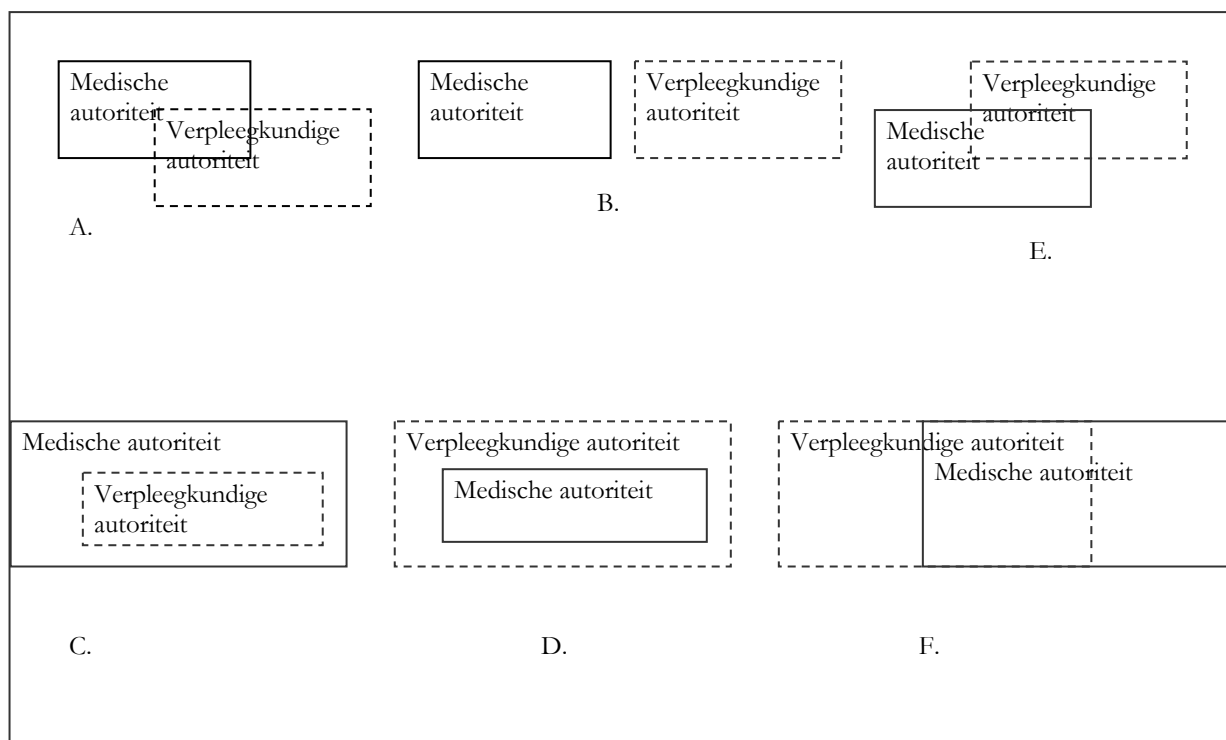 Medische
autoriteit
Verpleegkundige
autoriteit
A.
Medische
autoriteit
Verpleegkundige
autoriteit
B.
Verpleegkundige
autoriteit
Medische
autoriteit
E.
Medische autoriteit
Verpleegkundige
autoriteit
C.
Verpleegkundige autoriteit
Medische autoriteit
D.
Verpleegkundige autoriteit
Medische autoriteit
F.